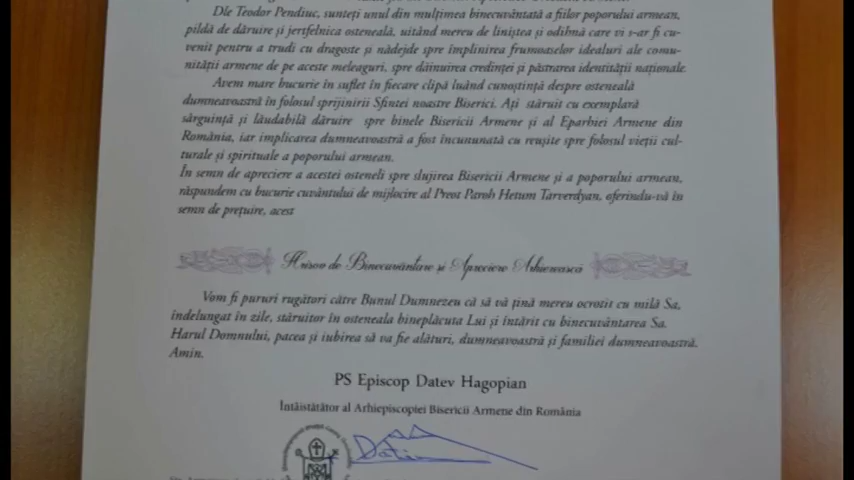 Dle Teodor Pendiuc, sunteți unul din mulțimea binecuvântată a fiilor poporului armean,
pildă de dăruire și jertfelnica osteneală, uitând mereu de liniștea și odihnă care vi s-ar fi cu-
venit pentru a trudi cu dragoste și nădejde spre împlinirea frumoaselor idealuri ale comu-
nității armene de pe aceste meleaguri, spre dăinuirea credinței și păstrarea identității naționale.
Avem mare bucurie în suflet în fiecare clipă luând cunoștință despre osteneală
dumneavoastră în folosul sprijinirii Sfintei noastre Biserici. Ați stăruit cu exemplară
sârguință și lăudabilă dăruire spre binele Bisericii Armene și al Eparhiei Armene din
România, iar implicarea dumneavoastră a fost încununată cu reușite spre folosul vieții cul-
turale și spirituale a poporului armean.
În semn de apreciere a acestei osteneli spre slujirea Bisericii Armene și a poporului armean,
răspundem cu bucurie cuvântului de mijlocire al Preot Paroh Hetum Tarverdyan, oferindu-vă în
semn de prețuire, acest
Hrisov de Binecuvântare și Apreciere Arhierească
Vom fi pururi rugători către Bunul Dumnezeu că să vă țină mereu ocrotit cu milă Sa,
îndelungat în zile, stăruitor în osteneala bineplăcuta Lui și întărit cu binecuvântarea Sa.
Harul Domnului, pacea și iubirea să va fie alături, dumneavoastră și familiei dumneavoastră.
Amin.
PS Episcop Datev Hagopian
Întâistătător al Arhiepiscopiei Bisericii Armene din România